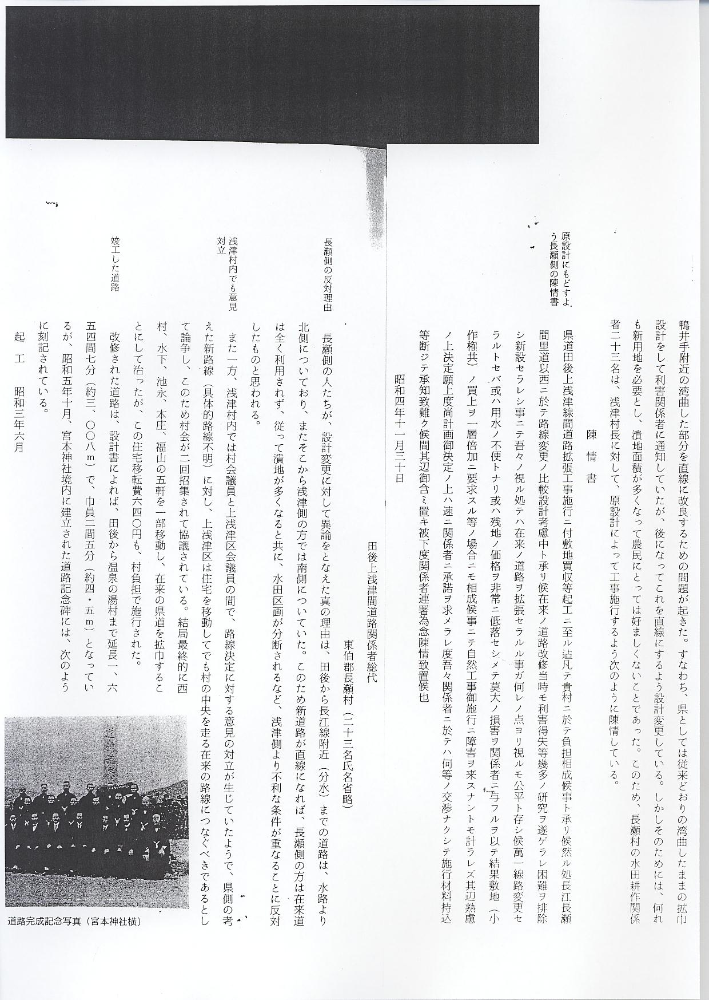 鴨井手附近の湾曲した部分を直線に改良するための問題が起きた。すなわち、県としては従来どおりの湾曲したままの拡巾
設計をして利害関係者に通知していたが、後になってこれを直線にするよう設計変更している。しかしそのためには、何れ
も新用地を必要とし、潰地面積が多くなって農民にとっては好ましくないことであった。このため、長瀬村の水田耕作関係
者二十三名は、浅津村長に対して、原設計によって工事施行するよう次のように陳情している。
原設計にもどすよ
う長瀬側の陳情書
陳情書
県道田後上浅津線間道路拡張工事施行ニ付敷地買収等起工ニ至ル迠凡テ貴村ニ於テ負担相成候事ト承リ候然ル処長江長瀬
間里道以西ニ於テ路線変更ノ比較設計考慮中ト承リ候在来ノ道路改修当時モ利害得失等幾多ノ研究ヲ遂ゲラレ困難ヲ排除
シ新設セラレシ事ニテ吾々ノ視ル処テハ在来ノ道路ヲ拡張セラルル事ガ何レノ点ヨリ視ルモ公平ト存シ候萬一線路変更セ
ラルトセバ或ハ用水ノ不便トナリ或ハ残地ノ価格ヲ非常ニ低落セシメテ莫大ノ損害ヲ関係者ニ与フルヲ以テ結果敷地（小
作権共）ノ買上ヲ一層倍加ニ要求スル等ノ場合ニモ相成候事ニテ自然工事御施行ニ障害ヲ来スナントモ計ラレズ其辺熟慮
ノ上決定願上度尚計画御決定ノ上ハ速ニ関係者ニ承諾ヲ求メラレ度吾々関係者ニ於テハ何等ノ交渉ナクシテ施行材料持込
等断ジテ承知致難ク候間其辺御含ミ置キ被下度関係者連署為念陳情致置候也
昭和四年十一月三十日
田後上浅津間道路関係者総代
東伯郡長瀬村（二十三名氏名省略）
長瀬側の反対理由
長瀬側の人たちが、設計変更に対して異論をとなえた真の理由は、田後から長江線附近（分水）までの道路は、水路より
北側についており、またそこから浅津側の方では南側についていた。このため新道路が直線になれば、長瀬側の方は在来道
は全く利用されず、従って潰地が多くなると共に、水田区画が分断されるなど、浅津側より不利な条件が重なることに反対
したものと思われる。
浅津村内でも意見
対立
また一方、浅津村内では村会議員と上浅津区会議員の間で、路線決定に対する意見の対立が生じていたようで、県側の考
えた新路線（具体的路線不明）に対し、上浅津区は住宅を移動してでも村の中央を走る在来の路線につなぐべきであるとし
て論争し、このため村会が二回招集されて協議されている。結局最終的に西
村、水下、池永、本庄、福山の五軒を一部移動し、在来の県道を拡巾するこ
とにして治ったが、この住宅移転費六四〇円も、村負担で施行された。
竣工した道路
改修された道路は、設計書によれば、田後から温泉の湯村まで延長一、六
五四間七分（約三、〇〇八ｍ）で、巾員二間五分（約四・五ｍ）となってい
るが、昭和五年十月、宮本神社境内に建立された道路記念碑には、次のよう
に刻記されている。
起工　昭和三年六月
道路完成記念写真（宮本神社横）